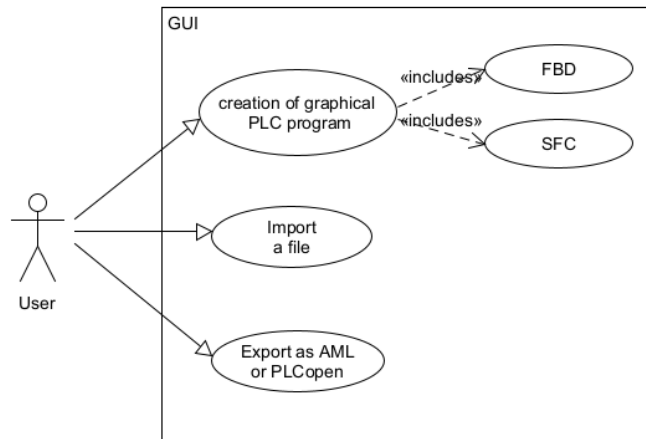 GUI
«includes»
FBD
creation of graphical
PLC program
«includes»
SFC
Import
a file
User
Export as AML
or PLCopen